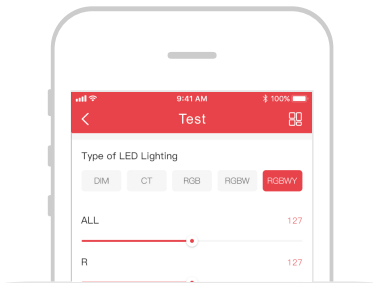 9:41 AM 100%
Test
Type of LED Lighting
DIM CT RGB RGBW RGBWY
ALL 127
R 127